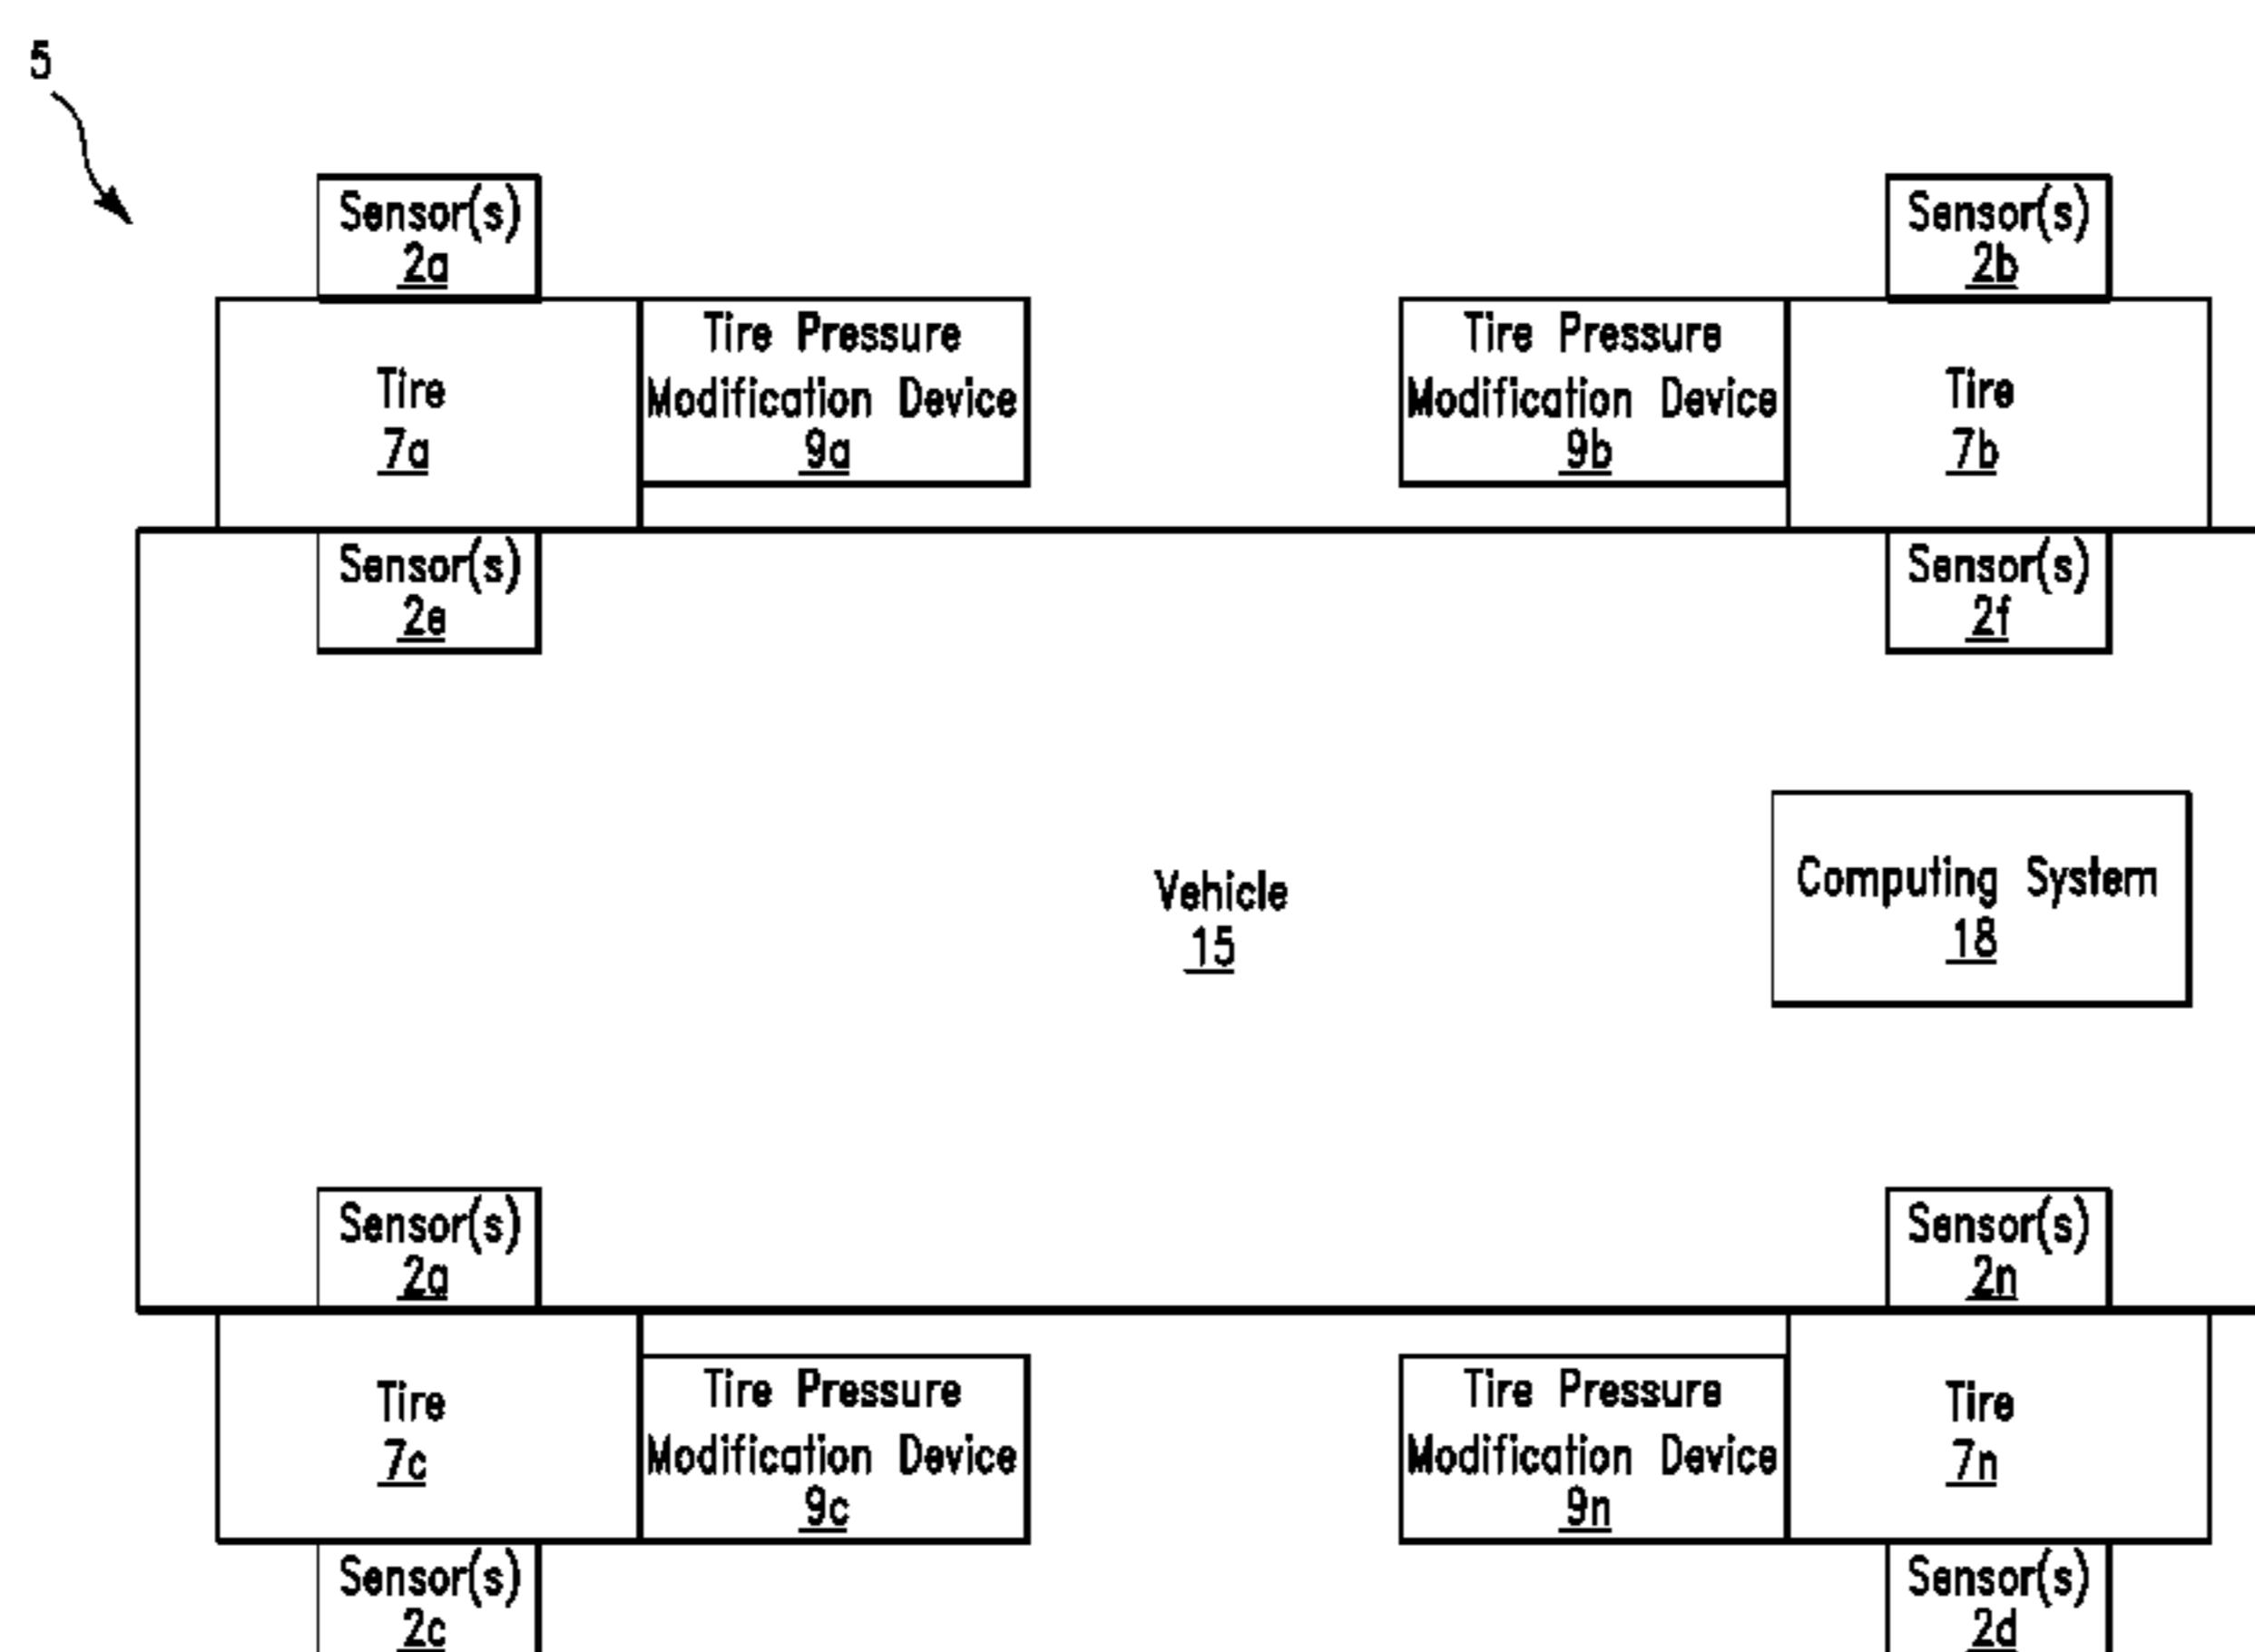 5
Sensor(s)
2a
Sensor(s)
2b
Tire
7a
Tire Pressure
Modification Device
9a
Tire Pressure
Modification Device
9b
Tire
7b
Sensor(s)
2e
Sensor(s)
2f
Vehicle
15
Computing System
18
Sensor(s)
2g
Sensor(s)
2n
Tire
7c
Tire Pressure
Modification Device
9c
Tire Pressure
Modification Device
9n
Tire
7n
Sensor(s)
2c
Sensor(s)
2d